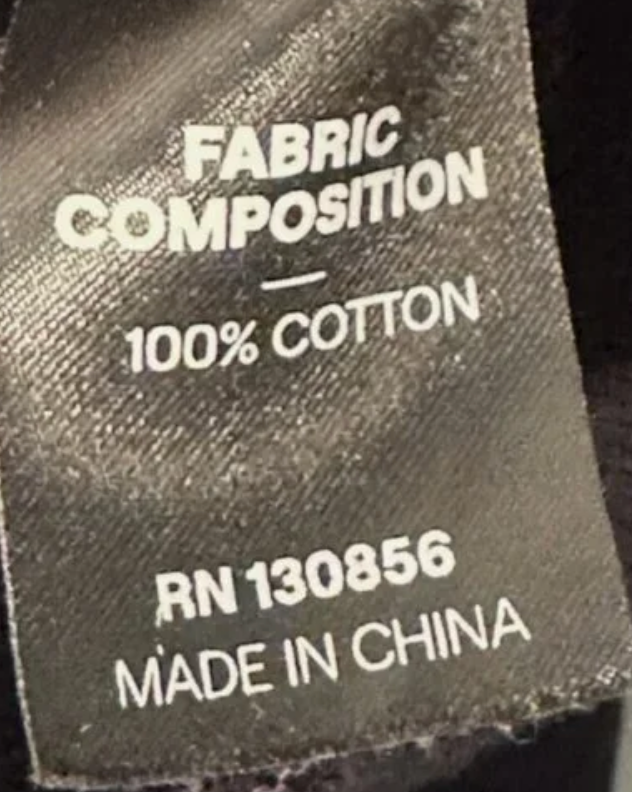 FABRIC
COMPOSITION
—
100% COTTON
RN 130856
MADE IN CHINA